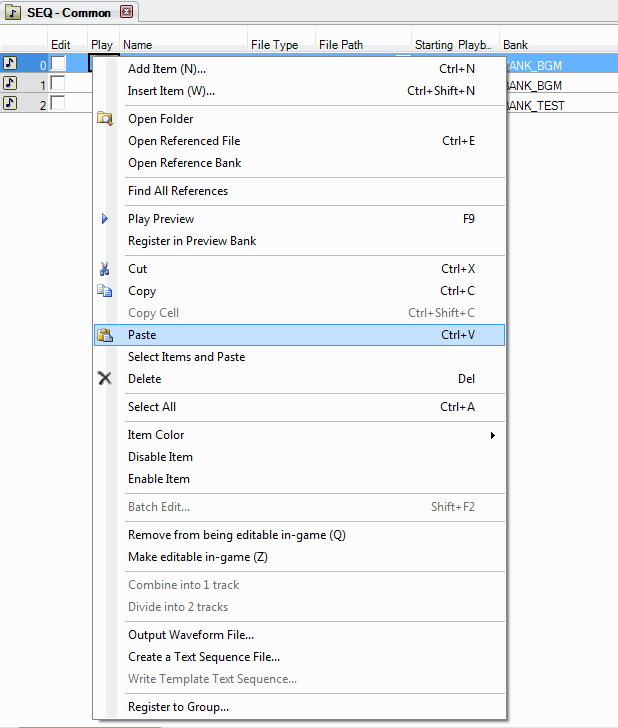 SEQ - Common
Edit Play Name File Type File Path Starting Playb.. Bank
0 BANK_BGM
1 BANK_BGM
2 BANK_TEST
Add Item (N)... Ctrl+N
Insert Item (W)... Ctrl+Shift+N
Open Folder
Open Referenced File Ctrl+E
Open Reference Bank
Find All References
Play Preview F9
Register in Preview Bank
Cut Ctrl+X
Copy Ctrl+C
Copy Cell Ctrl+Shift+C
Paste Ctrl+V
Select Items and Paste
Delete Del
Select All Ctrl+A
Item Color
Disable Item
Enable Item
Batch Edit... Shift+F2
Remove from being editable in-game (Q)
Make editable in-game (Z)
Combine into 1 track
Divide into 2 tracks
Output Waveform File...
Create a Text Sequence File...
Write Template Text Sequence...
Register to Group...